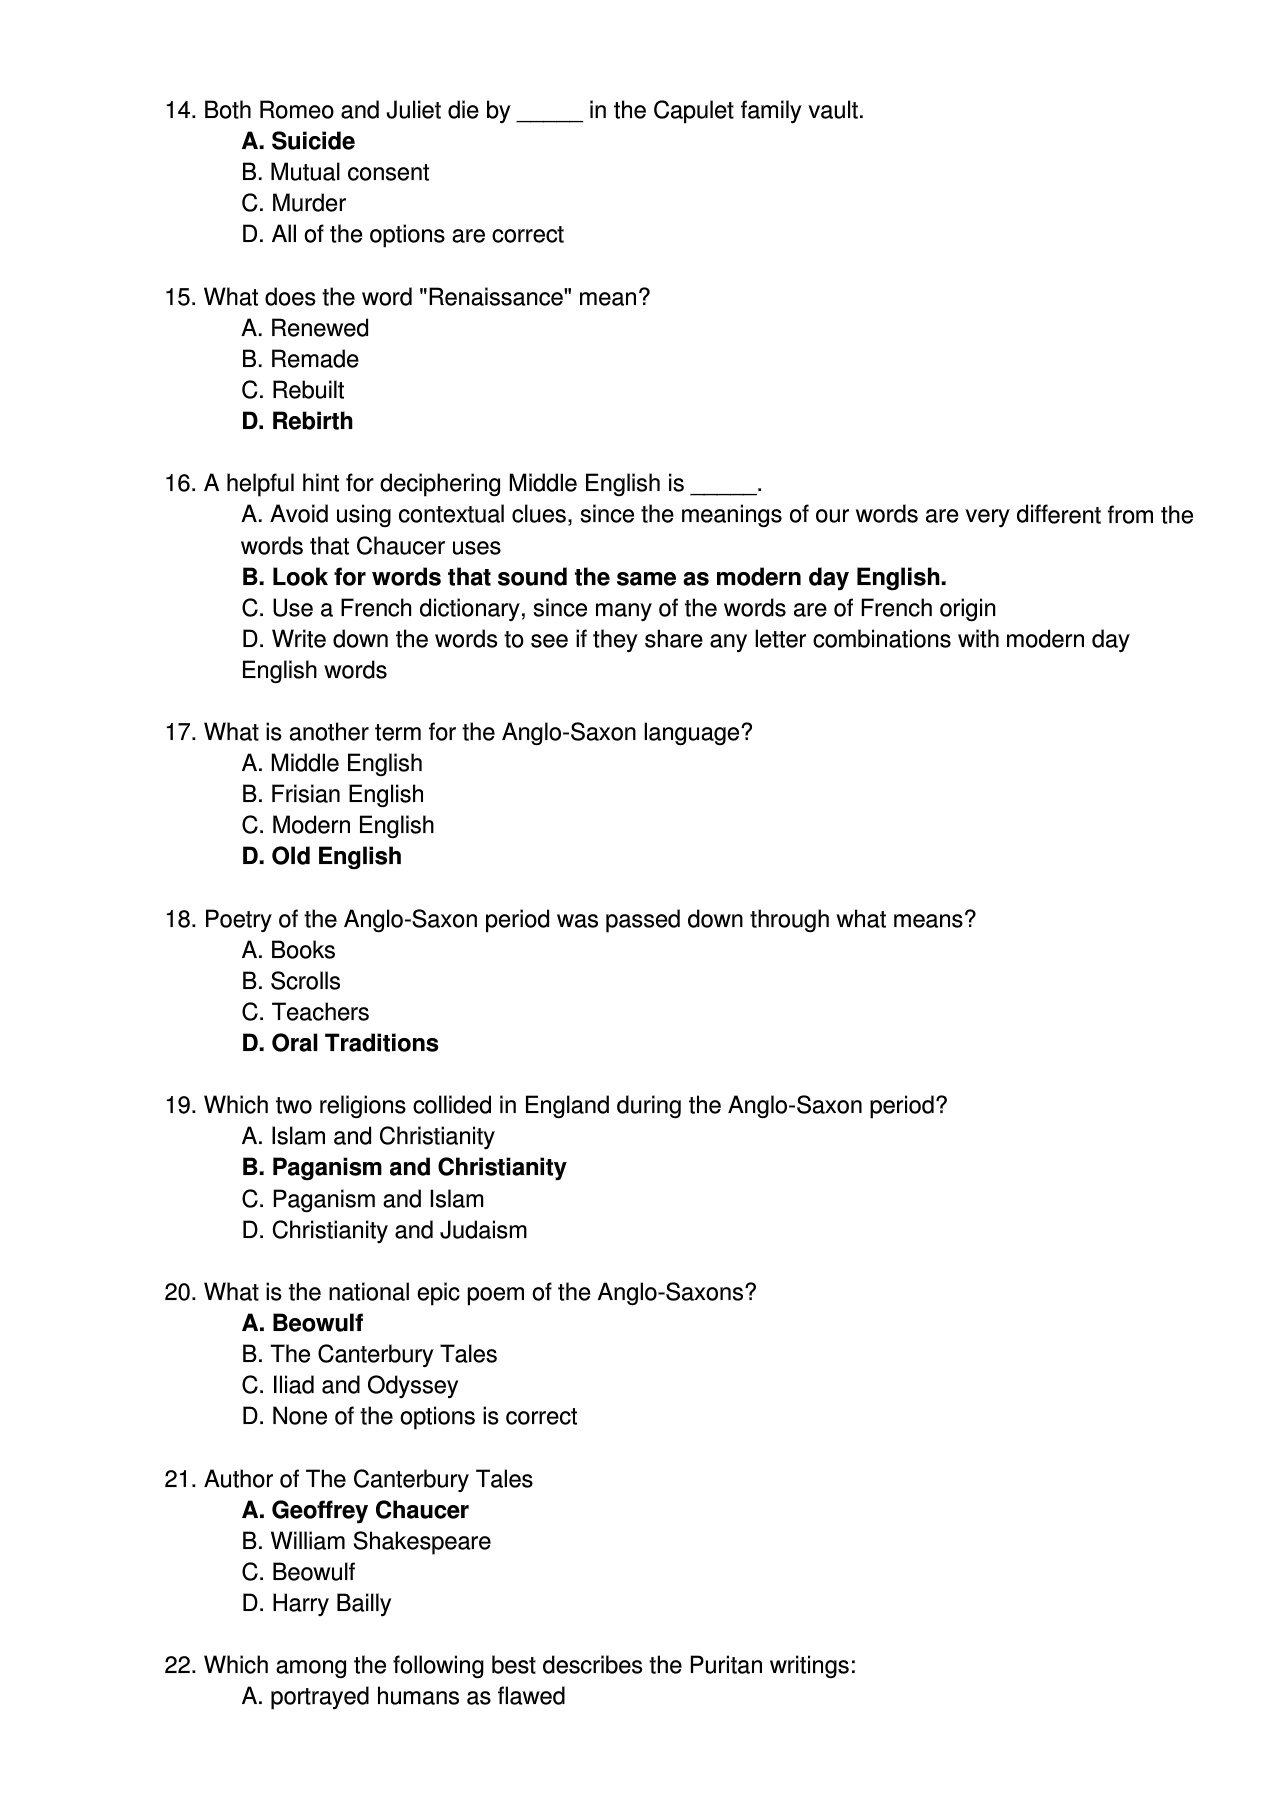 14. Both Romeo and Juliet die by _____ in the Capulet family vault.
A. Suicide
B. Mutual consent
C. Murder
D. All of the options are correct
15. What does the word "Renaissance" mean?
A. Renewed
B. Remade
C. Rebuilt
D. Rebirth
16. A helpful hint for deciphering Middle English is _____.
A. Avoid using contextual clues, since the meanings of our words are very different from the
words that Chaucer uses
B. Look for words that sound the same as modern day English.
C. Use a French dictionary, since many of the words are of French origin
D. Write down the words to see if they share any letter combinations with modern day
English words
17. What is another term for the Anglo-Saxon language?
A. Middle English
B. Frisian English
C. Modern English
D. Old English
18. Poetry of the Anglo-Saxon period was passed down through what means?
A. Books
B. Scrolls
C. Teachers
D. Oral Traditions
19. Which two religions collided in England during the Anglo-Saxon period?
A. Islam and Christianity
B. Paganism and Christianity
C. Paganism and Islam
D. Christianity and Judaism
20. What is the national epic poem of the Anglo-Saxons?
A. Beowulf
B. The Canterbury Tales
C. Iliad and Odyssey
D. None of the options is correct
21. Author of The Canterbury Tales
A. Geoffrey Chaucer
B. William Shakespeare
C. Beowulf
D. Harry Bailly
22. Which among the following best describes the Puritan writings:
A. portrayed humans as flawed